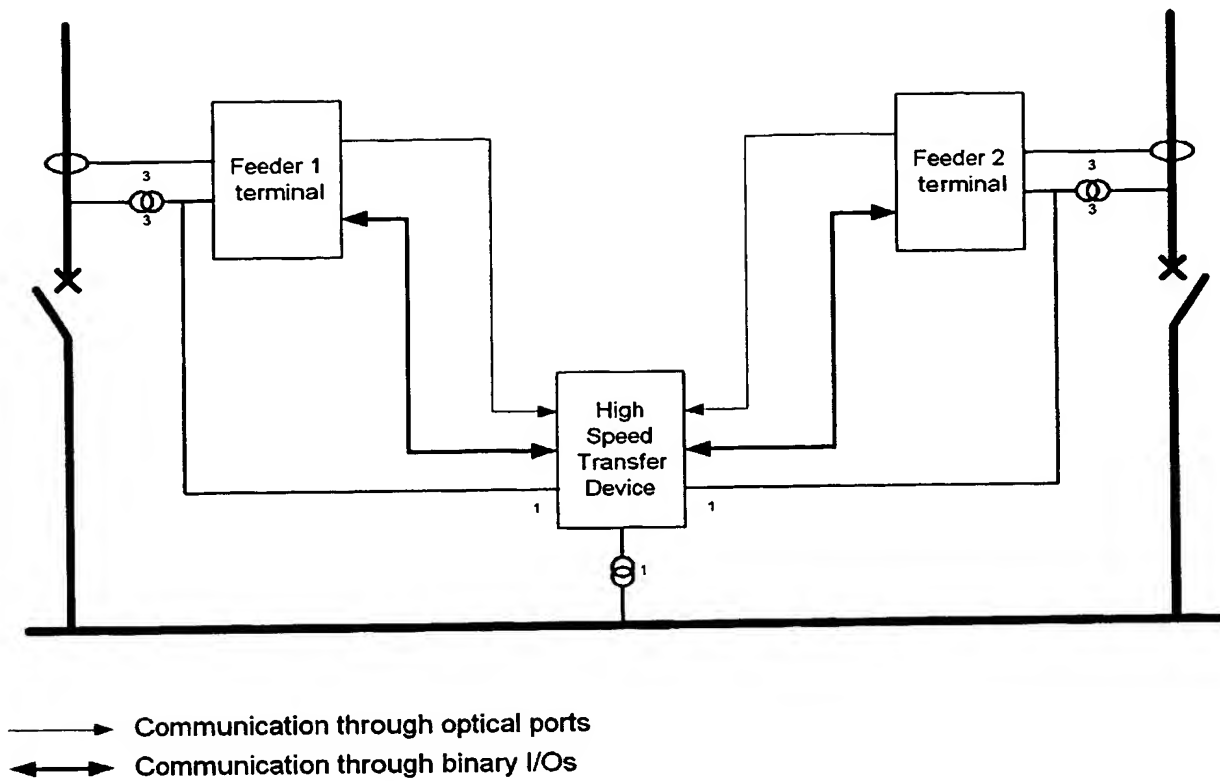 Feeder 1
terminal
3
3
Feeder 2
terminal
3
3
High
Speed
Transfer
Device
1
1
1
Communication through optical ports
Communication through binary I/Os